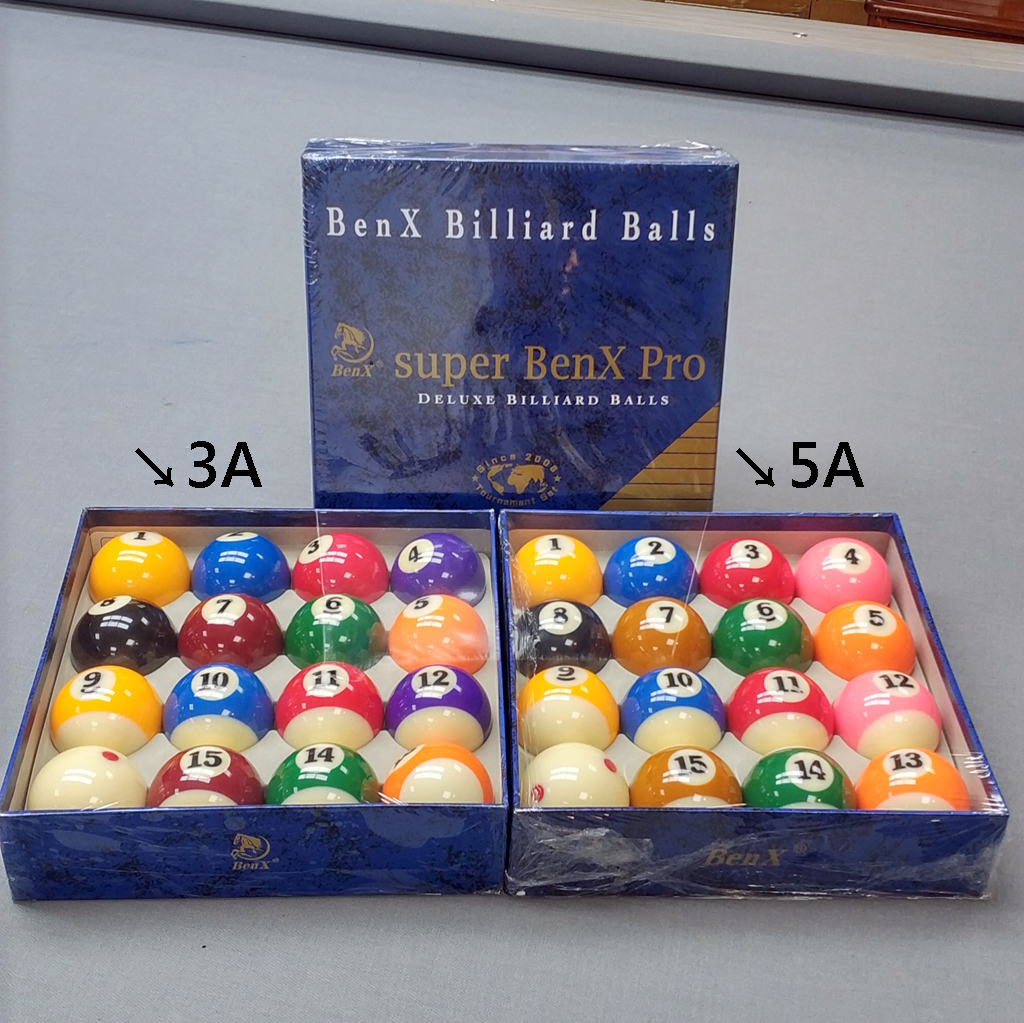 BenX Billiard Balls
BenX®
super BenX Pro
DELUXE BILLIARD BALLS
Since 2008
Tournament Set
↘3A
↘5A
1 2 3 4
8 7 6 5
9 10 11 12
15 14
BenX®
1 2 3 4
8 7 6 5
9 10 11 12
15 14 13
BenX®